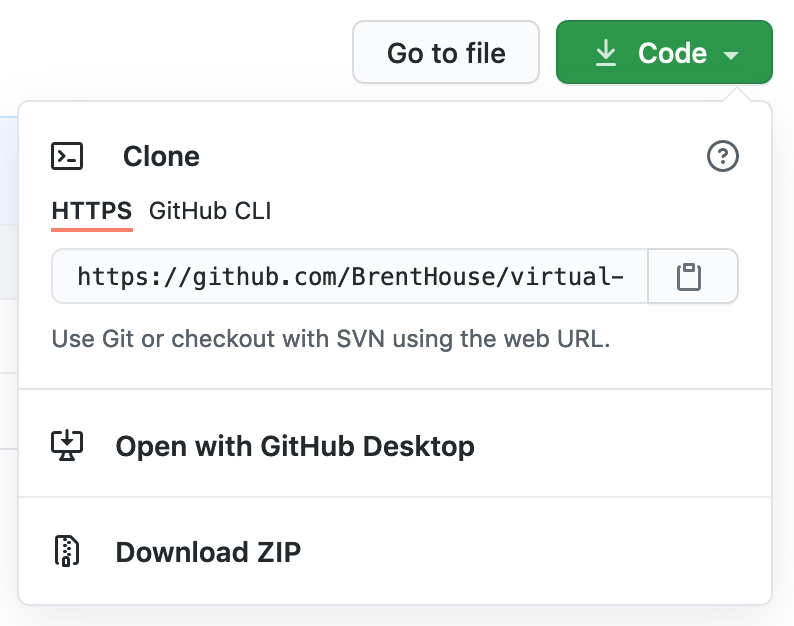 Go to file
Code
Clone
HTTPS GitHub CLI
https://github.com/BrentHouse/virtual-
Use Git or checkout with SVN using the web URL.
Open with GitHub Desktop
Download ZIP